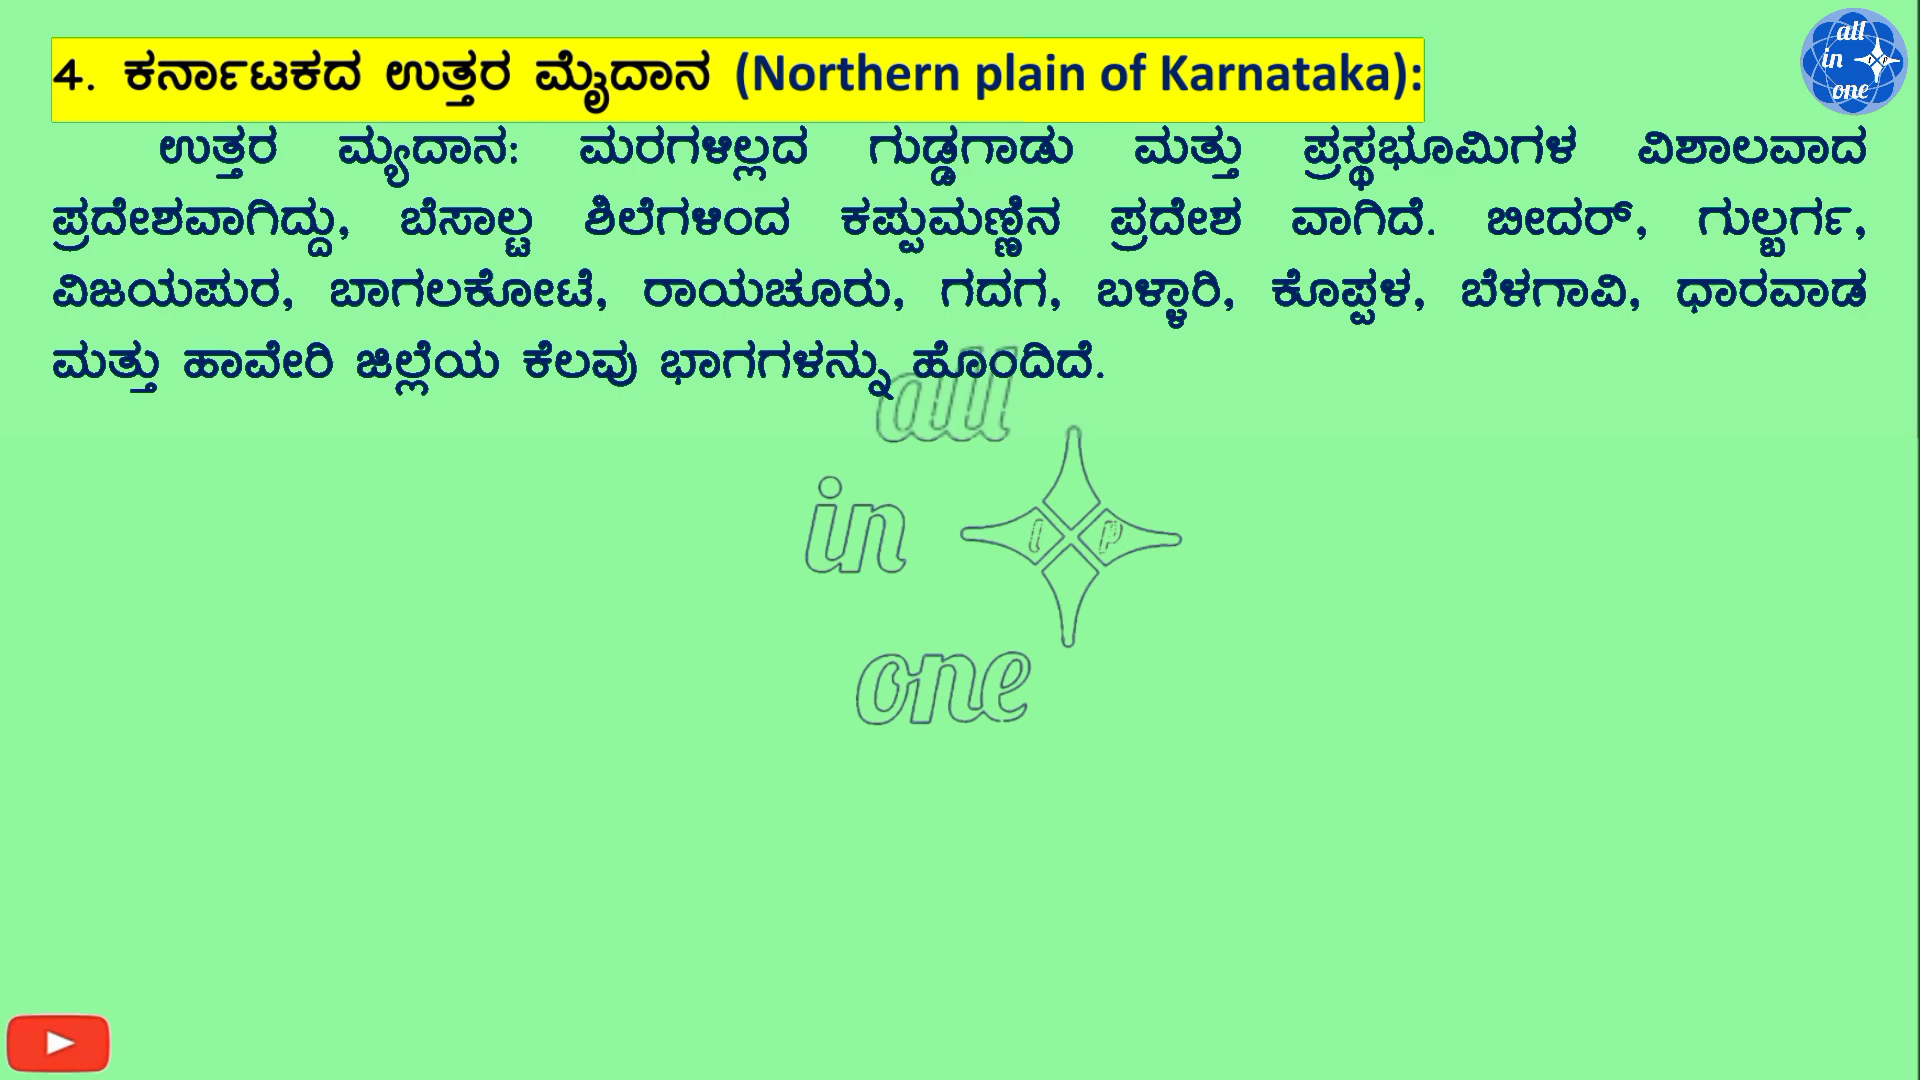 4. ಕರ್ನಾಟಕದ ಉತ್ತರ ಮೈದಾನ (Northern plain of Karnataka):
all
in I P
one
ಉತ್ತರ ಮ್ಯದಾನ: ಮರಗಳಿಲ್ಲದ ಗುಡ್ಡಗಾಡು ಮತ್ತು ಪ್ರಸ್ಥಭೂಮಿಗಳ ವಿಶಾಲವಾದ
ಪ್ರದೇಶವಾಗಿದ್ದು, ಬೆಸಾಲ್ಟ ಶಿಲೆಗಳಿಂದ ಕಪ್ಪುಮಣ್ಣಿನ ಪ್ರದೇಶ ವಾಗಿದೆ. ಬೀದರ್, ಗುಲ್ಬರ್ಗ,
ವಿಜಯಪುರ, ಬಾಗಲಕೋಟೆ, ರಾಯಚೂರು, ಗದಗ, ಬಳ್ಳಾರಿ, ಕೊಪ್ಪಳ, ಬೆಳಗಾವಿ, ಧಾರವಾಡ
ಮತ್ತು ಹಾವೇರಿ ಜಿಲ್ಲೆಯ ಕೆಲವು ಭಾಗಗಳನ್ನು ಹೊಂದಿದೆ.
all
in I P
one